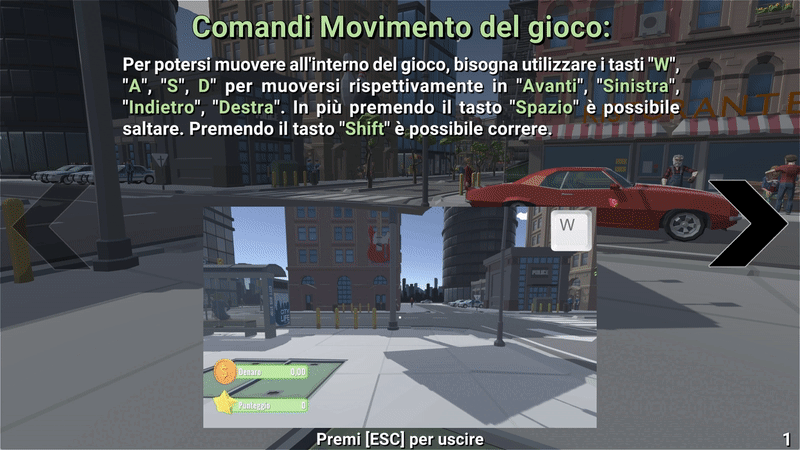 Comandi Movimento del gioco:
Per potersi muovere all'interno del gioco, bisogna utilizzare i tasti "W",
"A", "S", D" per muoversi rispettivamente in "Avanti", "Sinistra",
"Indietro", "Destra". In più premendo il tasto "Spazio" è possibile
saltare. Premendo il tasto "Shift" è possibile correre.
W
POLICE
Denaro 0,00
Punteggio 0
Premi [ESC] per uscire
1